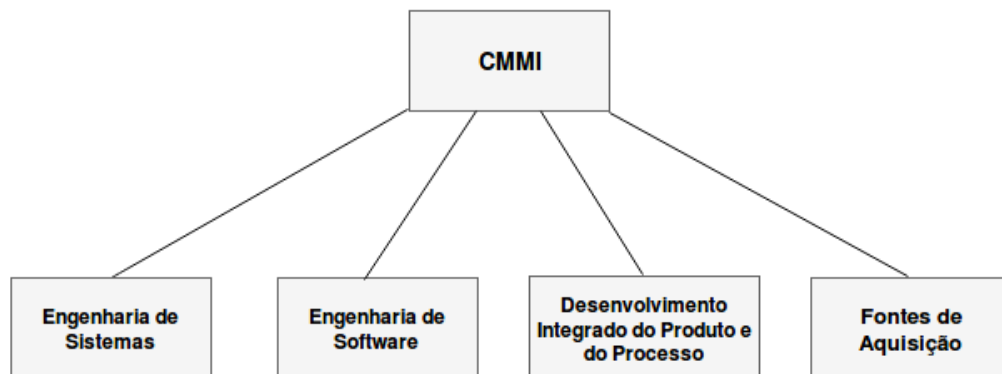 CMMI
Engenharia de
Sistemas
Engenharia de
Software
Desenvolvimento
Integrado do Produto e
do Processo
Fontes de
Aquisição